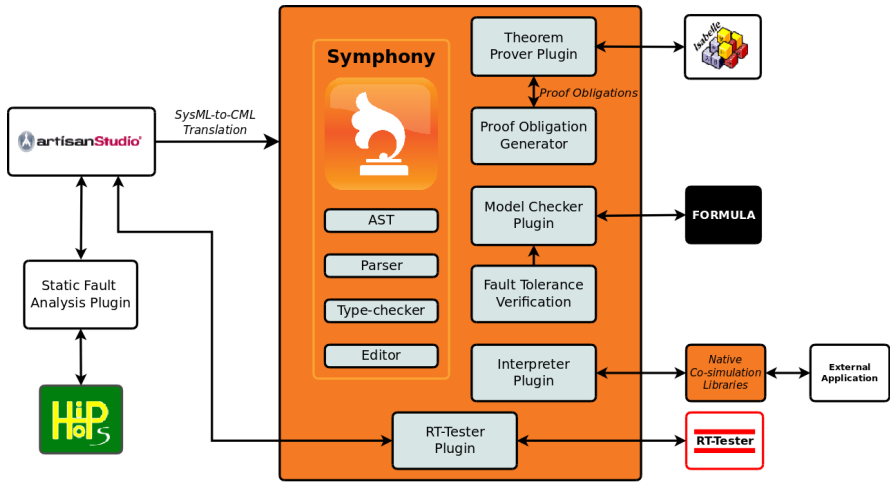 SysML-to-CML
Translation
artisanStudio®
Static Fault
Analysis Plugin
HiP
HOPS
Symphony
AST
Parser
Type-checker
Editor
Theorem
Prover Plugin
Proof Obligations
Proof Obligation
Generator
Model Checker
Plugin
Fault Tolerance
Verification
Interpreter
Plugin
RT-Tester
Plugin
Isabelle
FORMULA
Native
Co-simulation
Libraries
External
Application
RT-Tester